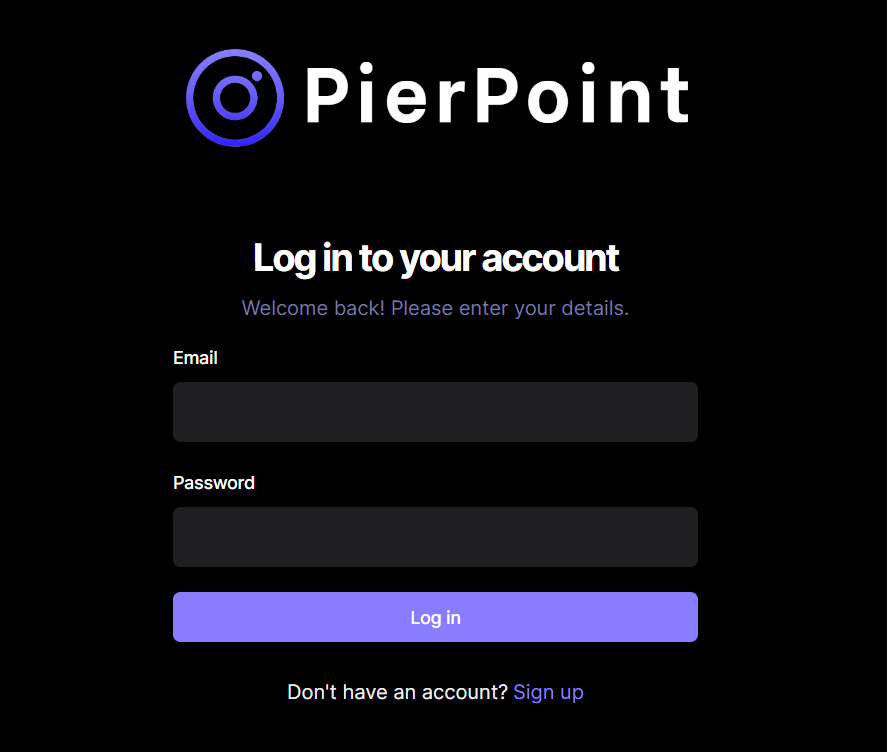 PierPoint
Log in to your account
Welcome back! Please enter your details.
Email
Password
Log in
Don't have an account? Sign up